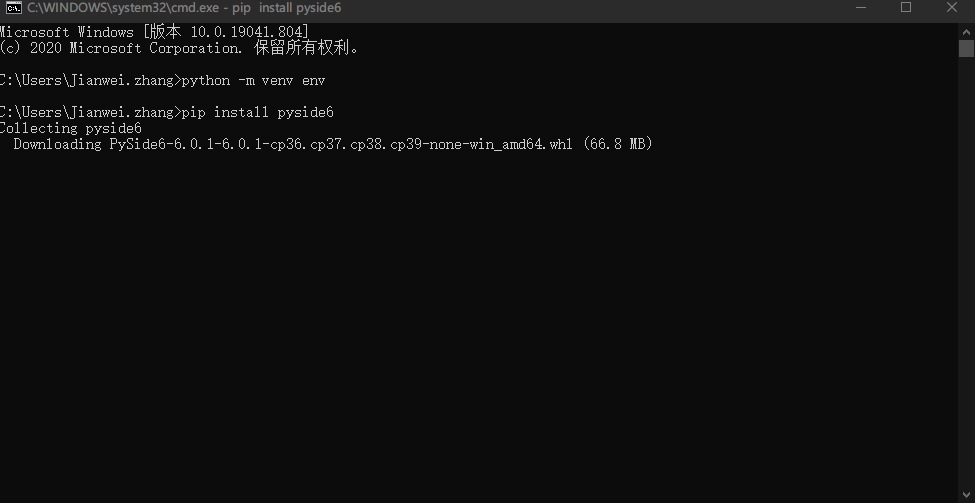 C:\WINDOWS\system32\cmd.exe - pip  install pyside6
Microsoft Windows [版本 10.0.19041.804]
(c) 2020 Microsoft Corporation. 保留所有权利。
C:\Users\Jianwei.zhang>python -m venv env
C:\Users\Jianwei.zhang>pip install pyside6
Collecting pyside6
  Downloading PySide6-6.0.1-6.0.1-cp36.cp37.cp38.cp39-none-win_amd64.whl (66.8 MB)